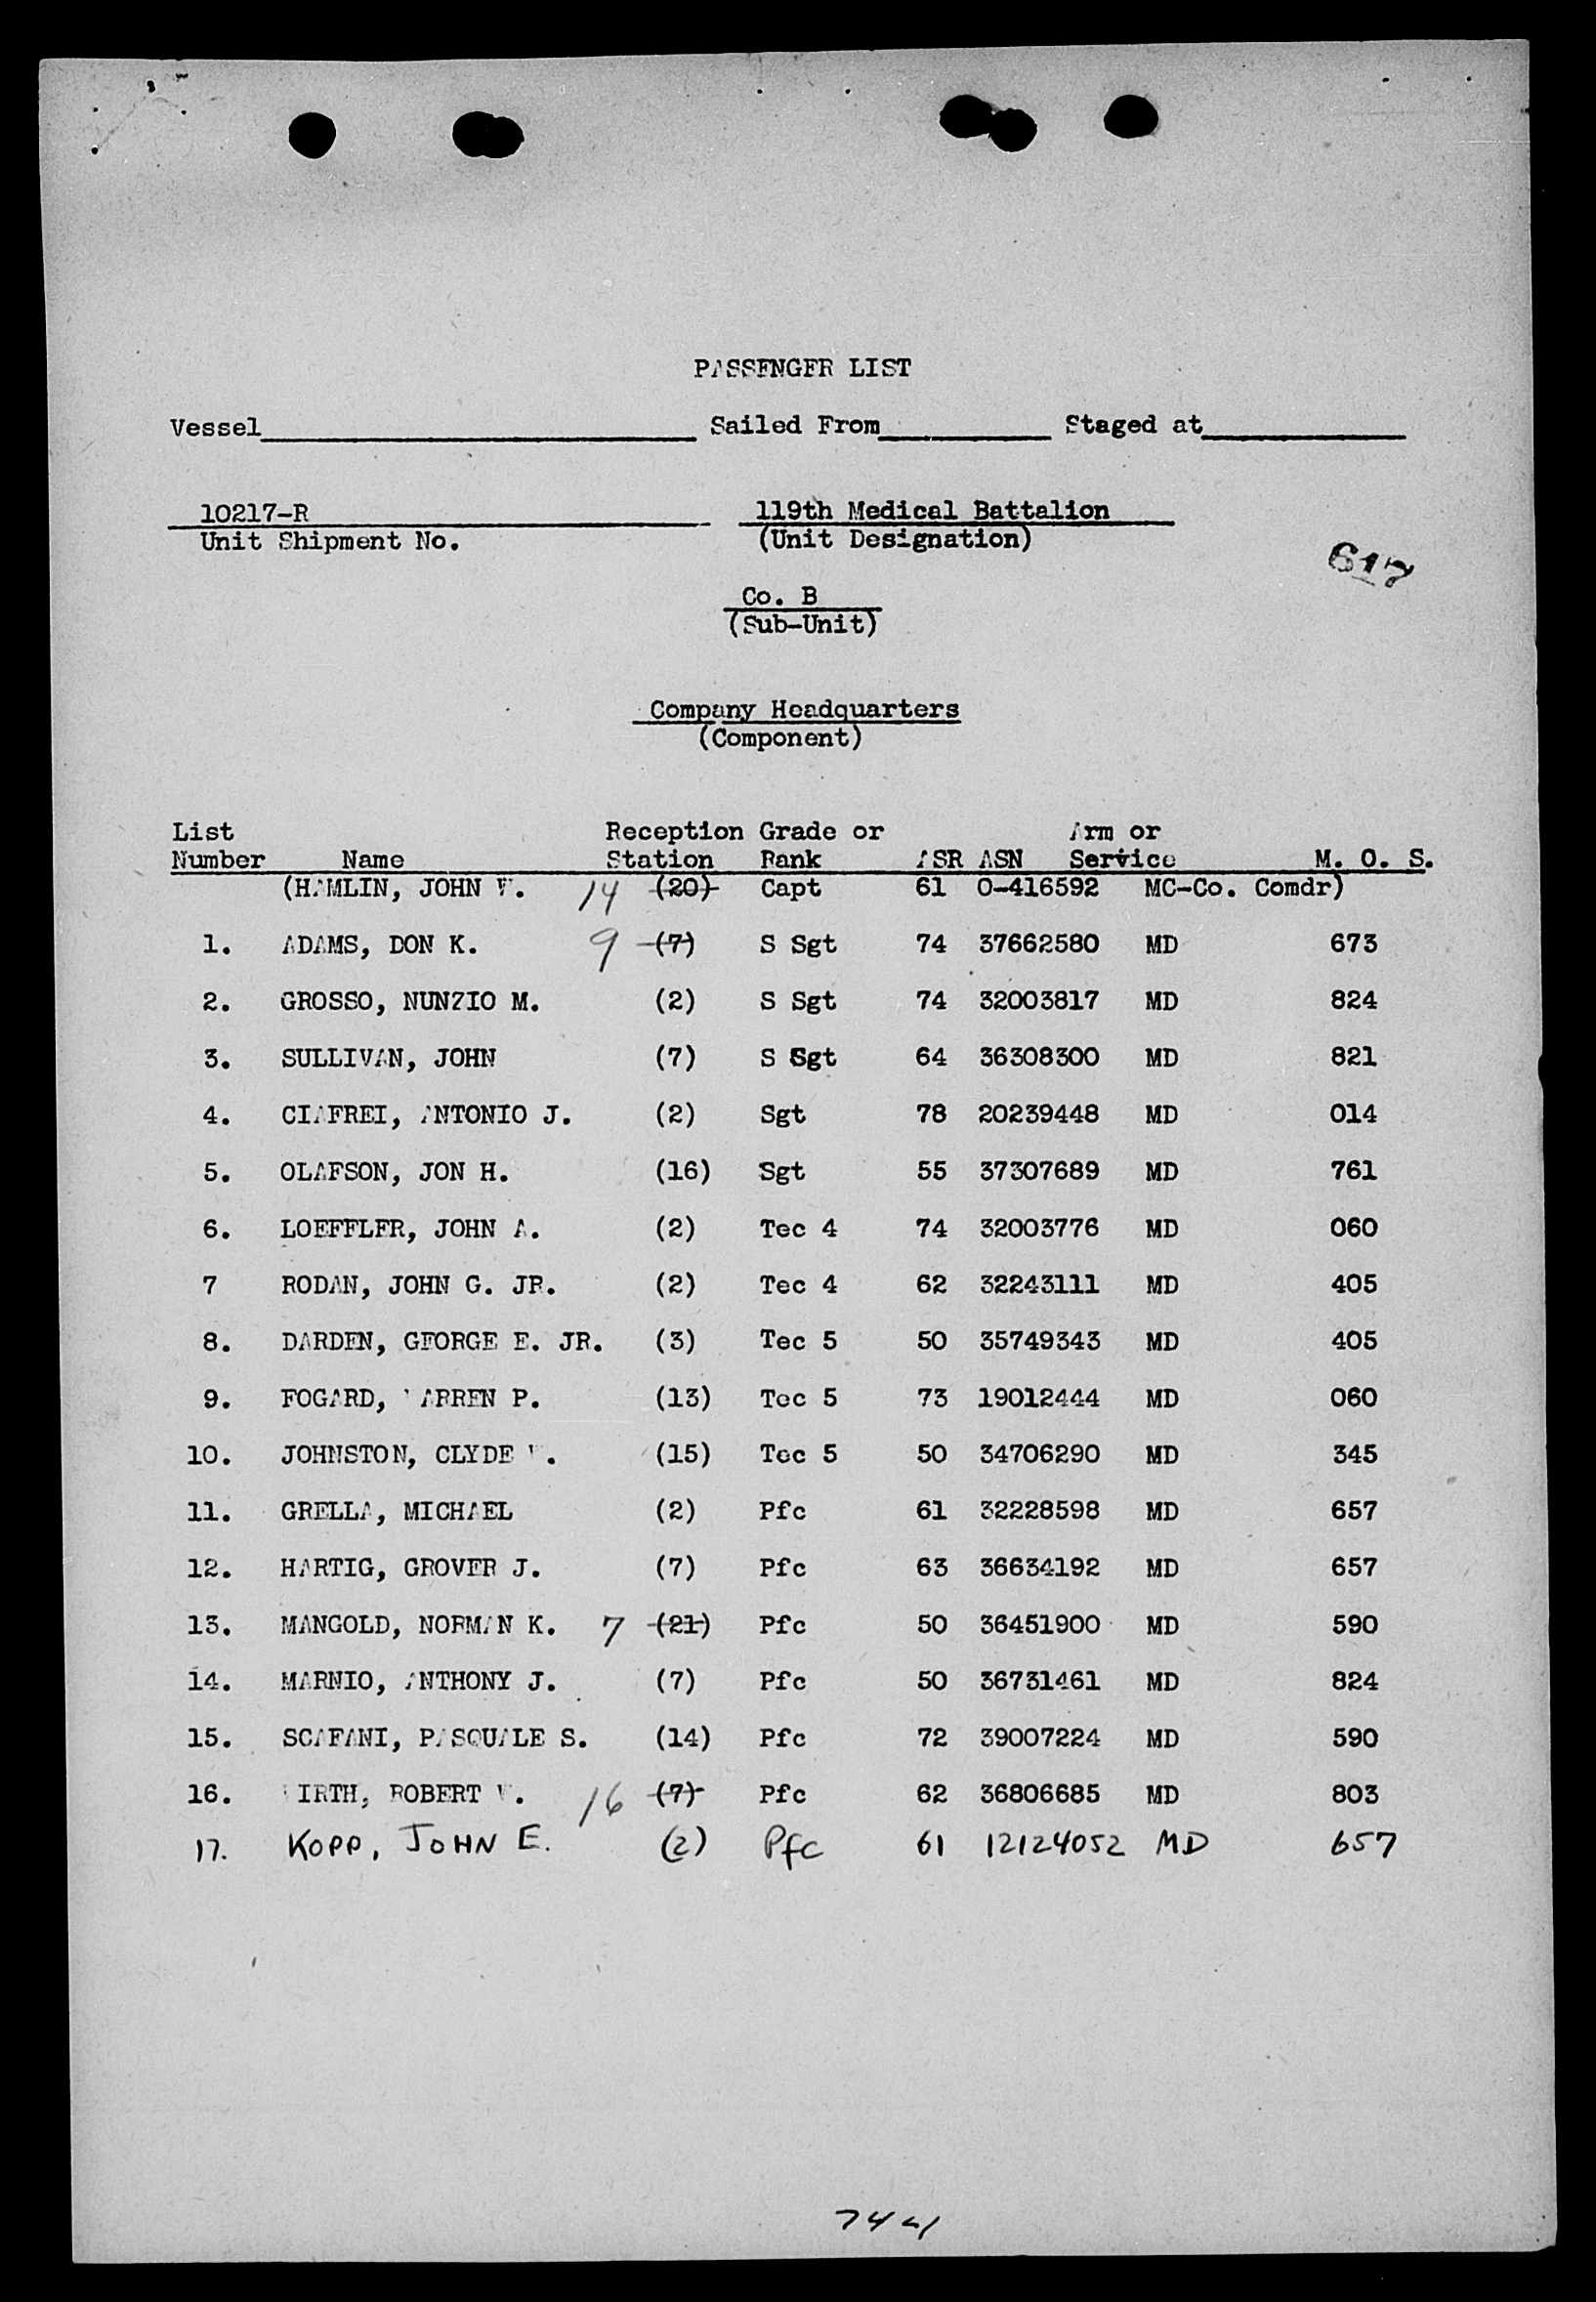 PASSENGER LIST
Vessel Sailed From Staged at
10217-R 119th Medical Battalion
Unit Shipment No. (Unit Designation)
617
Co. B
(Sub-Unit)
Company Headquarters
(Component)
List Reception Grade or Arm or
Number Name Station Rank ASR ASN Service M. O. S.
(HAMLIN, JOHN W. 14 (20) Capt 61 O-416592 MC-Co. Comdr)
1. ADAMS, DON K. 9 (7) S Sgt 74 37662580 MD 673
2. GROSSO, NUNZIO M. (2) S Sgt 74 32003817 MD 824
3. SULLIVAN, JOHN (7) S Sgt 64 36308300 MD 821
4. CIAFREI, ANTONIO J. (2) Sgt 78 20239448 MD 014
5. OLAFSON, JON H. (16) Sgt 55 37307689 MD 761
6. LOEFFLER, JOHN A. (2) Tec 4 74 32003776 MD 060
7 RODAN, JOHN G. JR. (2) Tec 4 62 32243111 MD 405
8. DARDEN, GEORGE E. JR. (3) Tec 5 50 35749343 MD 405
9. FOGARD, WARREN P. (13) Tec 5 73 19012444 MD 060
10. JOHNSTON, CLYDE W. (15) Tec 5 50 34706290 MD 345
11. GRELLA, MICHAEL (2) Pfc 61 32228598 MD 657
12. HARTIG, GROVER J. (7) Pfc 63 36634192 MD 657
13. MANGOLD, NORMAN K. 7 (21) Pfc 50 36451900 MD 590
14. MARNIO, ANTHONY J. (7) Pfc 50 36731461 MD 824
15. SCAFANI, PASQUALE S. (14) Pfc 72 39007224 MD 590
16. WIRTH, ROBERT W. 16 (7) Pfc 62 36806685 MD 803
17. KOPP, JOHN E. (2) Pfc 61 12124052 MD 657